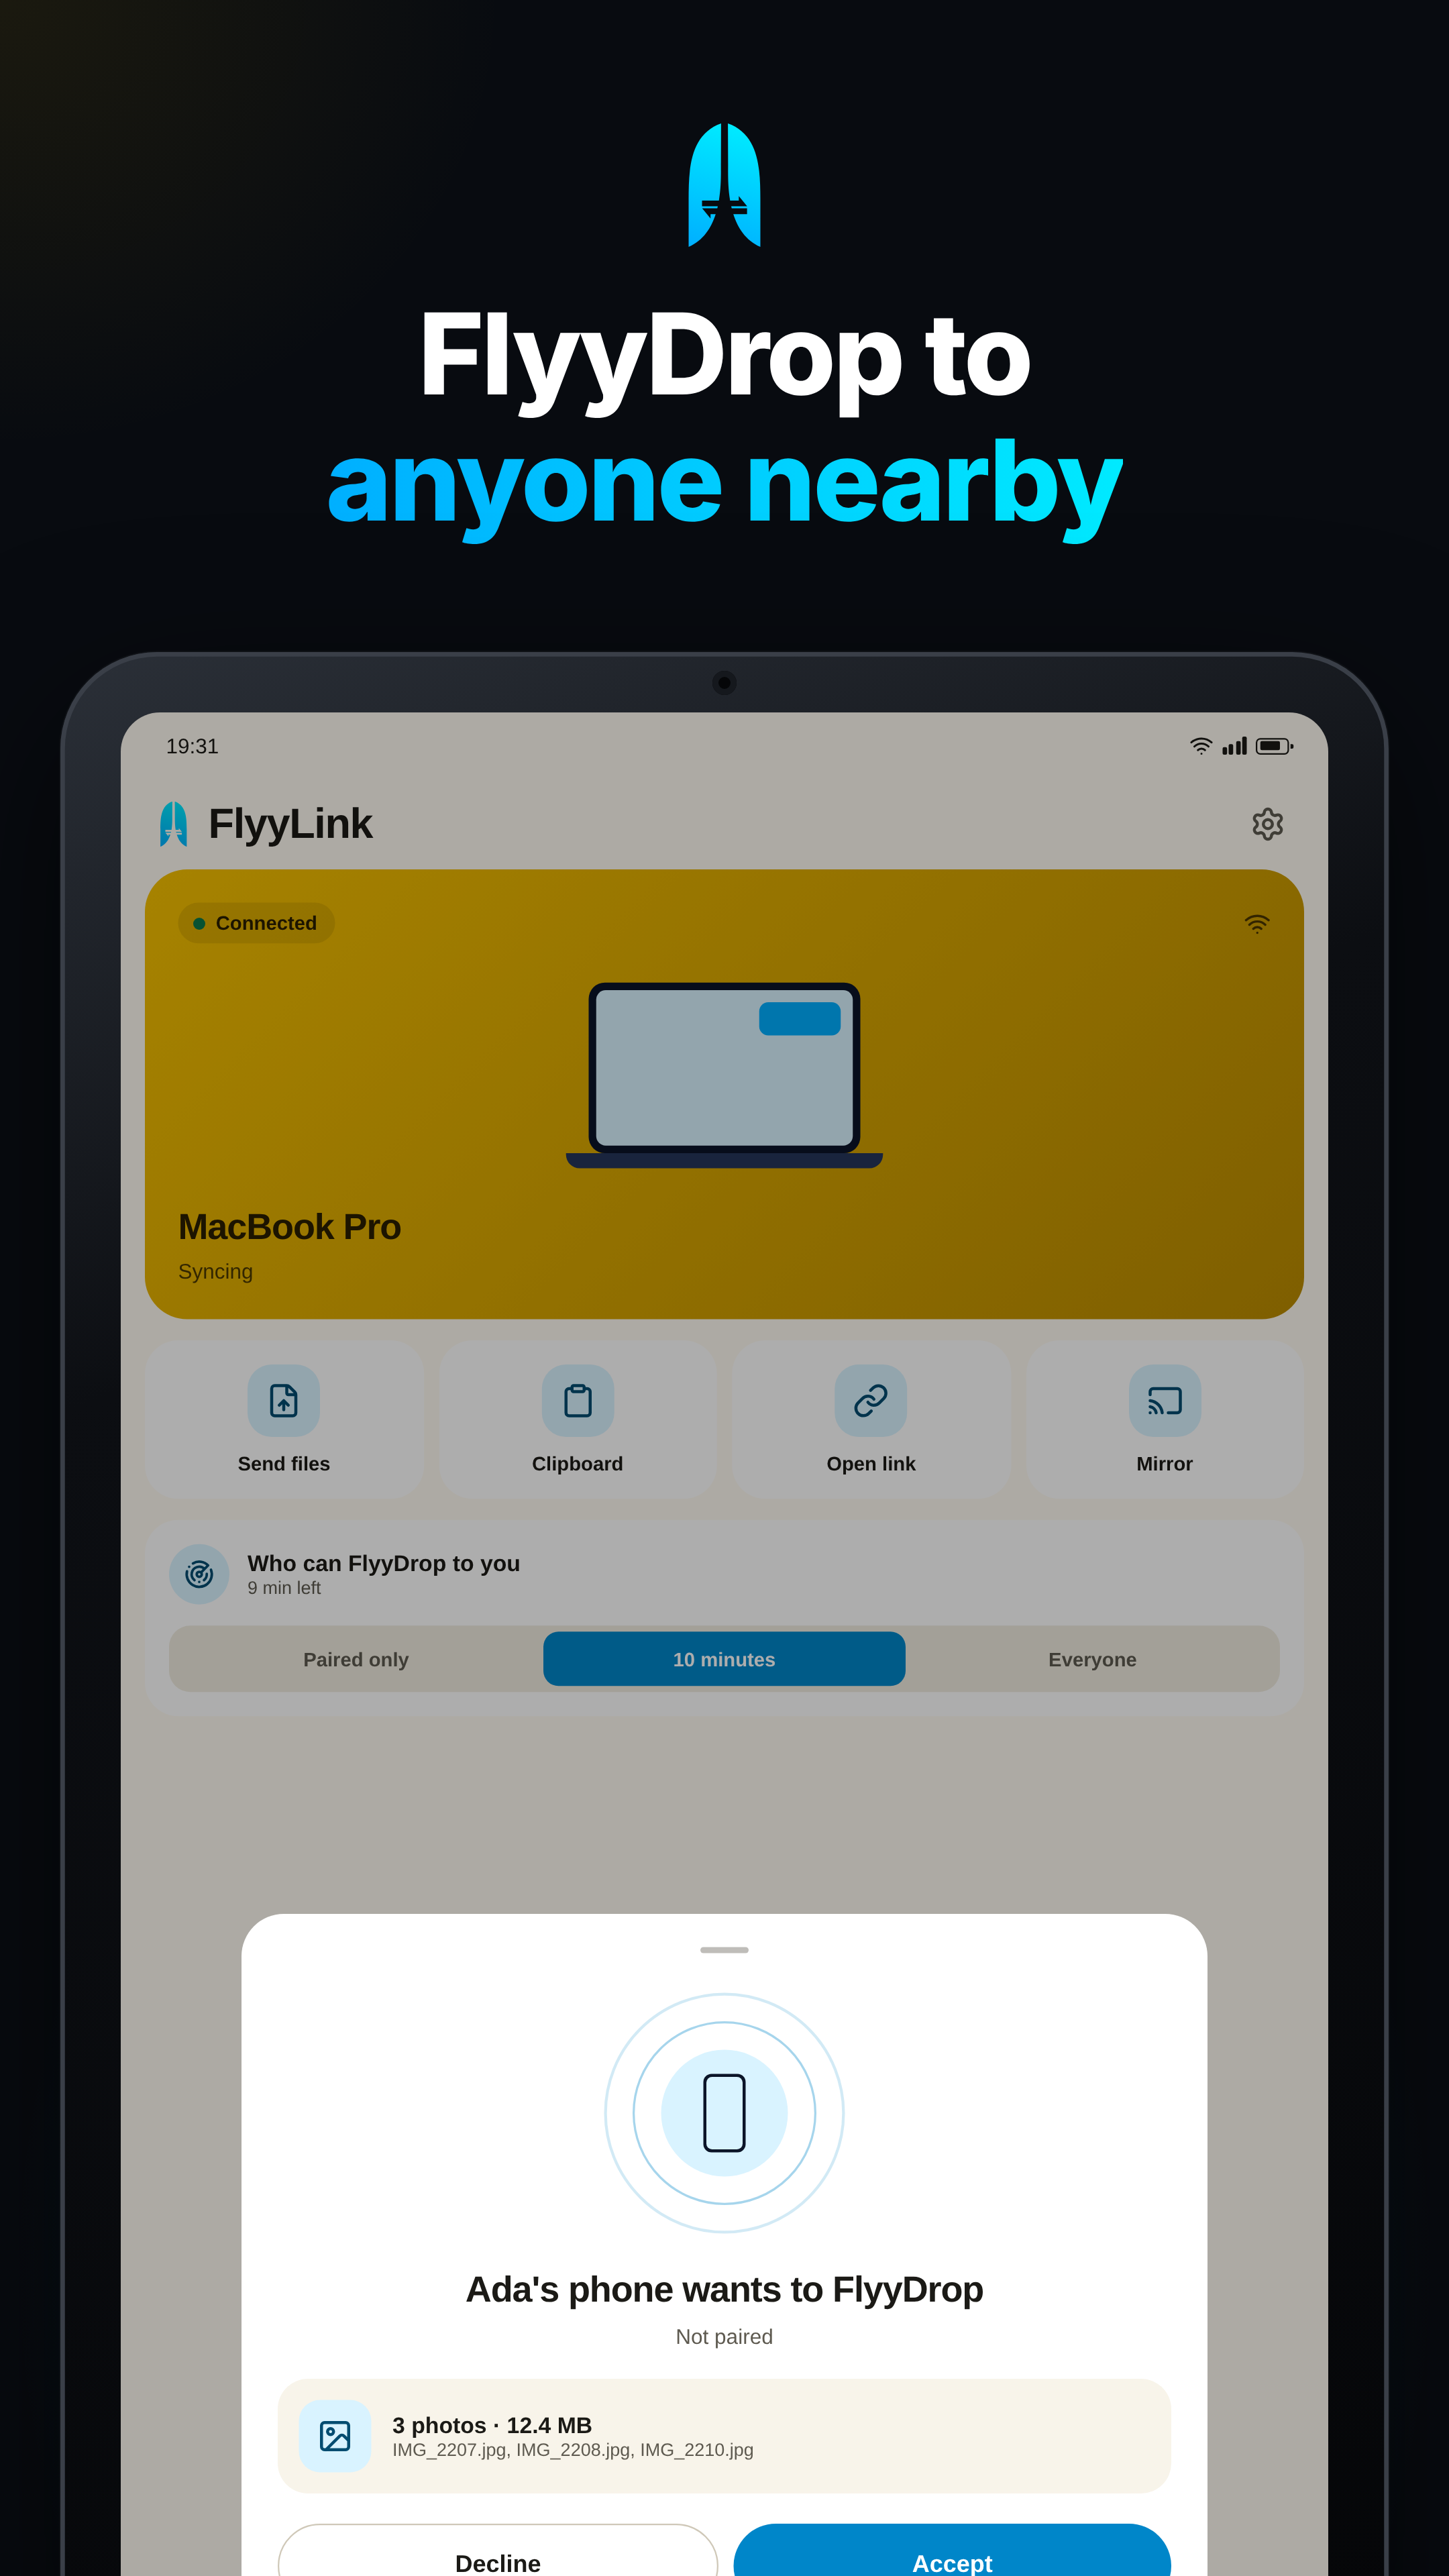 FlyyDrop to
anyone nearby
19:31
FlyyLink
Connected
MacBook Pro
Syncing
Send files
Clipboard
Open link
Mirror
Who can FlyyDrop to you
9 min left
Paired only
10 minutes
Everyone
Ada's phone wants to FlyyDrop
Not paired
3 photos · 12.4 MB
IMG_2207.jpg, IMG_2208.jpg, IMG_2210.jpg
Decline
Accept